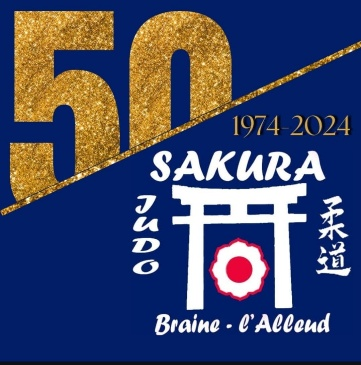 50
1974-2024
SAKURA
JUDO
柔道
Braine - l'Alleud